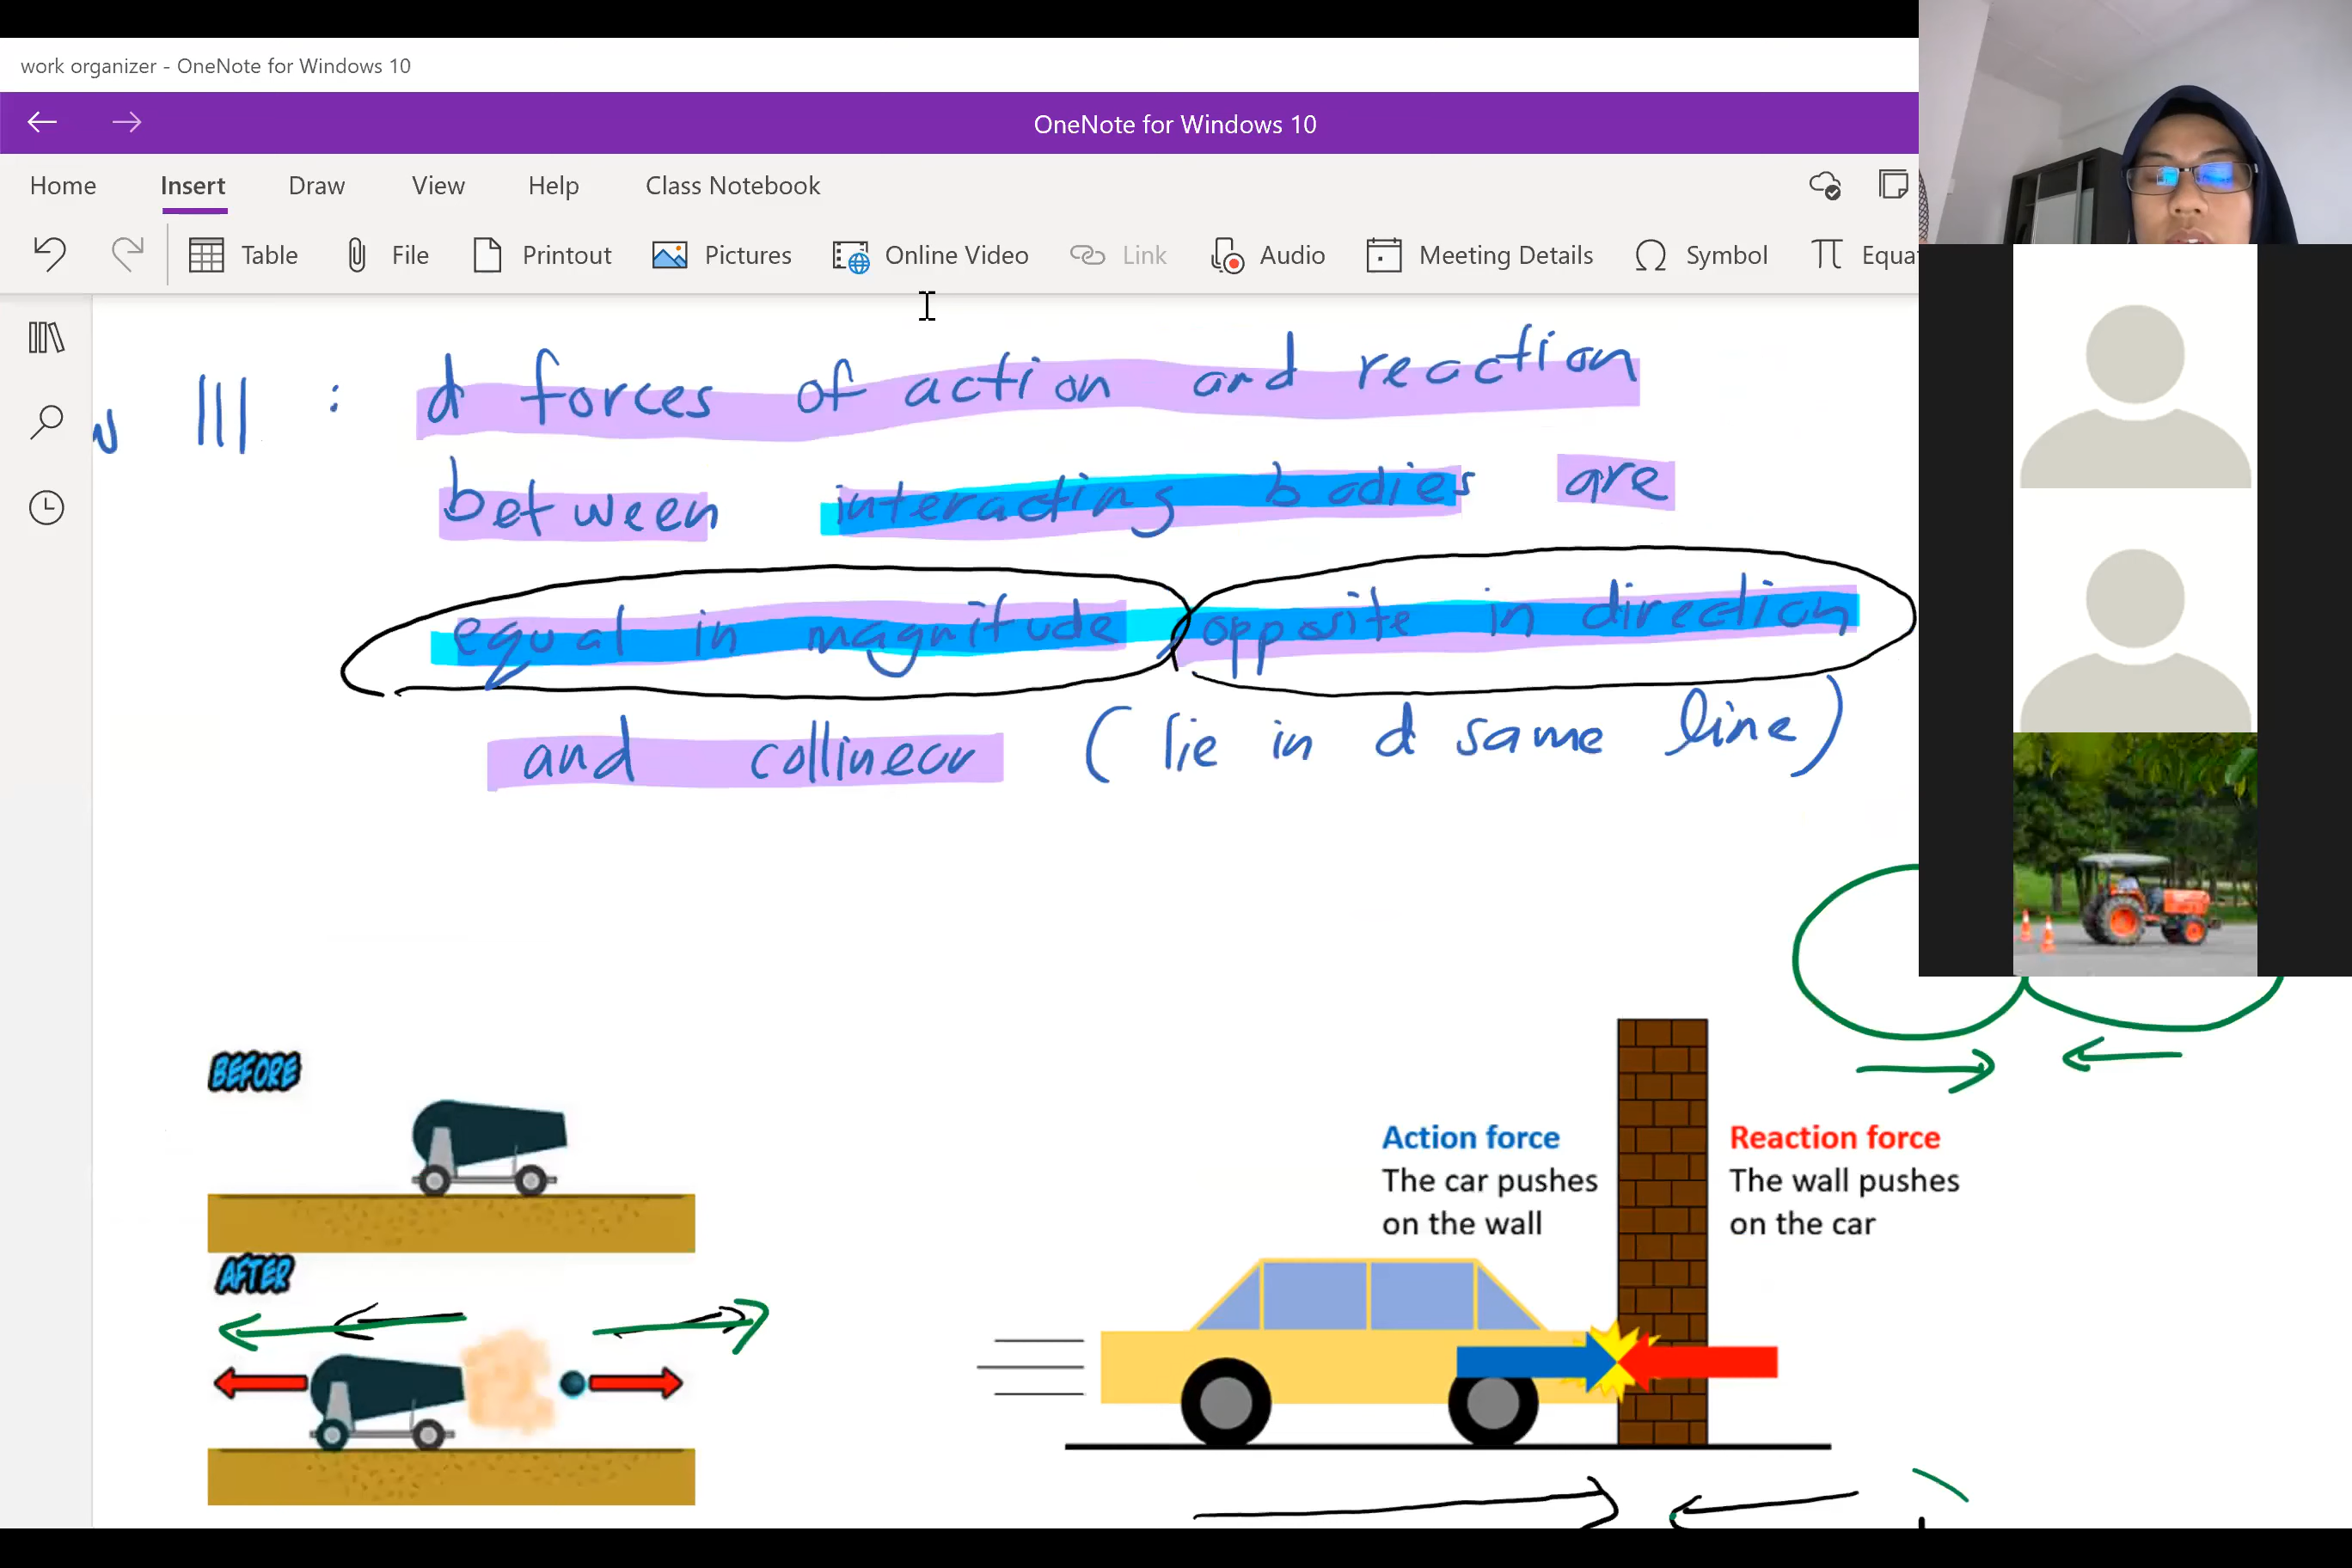 work organizer - OneNote for Windows 10
OneNote for Windows 10
Home Insert Draw View Help Class Notebook
Table File Printout Pictures Online Video Link Audio Meeting Details Symbol Equa
w III : d forces of action and reaction
between interacting bodies are
equal in magnitude, opposite in direction
and collinear (lie in d same line)
BEFORE
AFTER
Action force
The car pushes
on the wall
Reaction force
The wall pushes
on the car